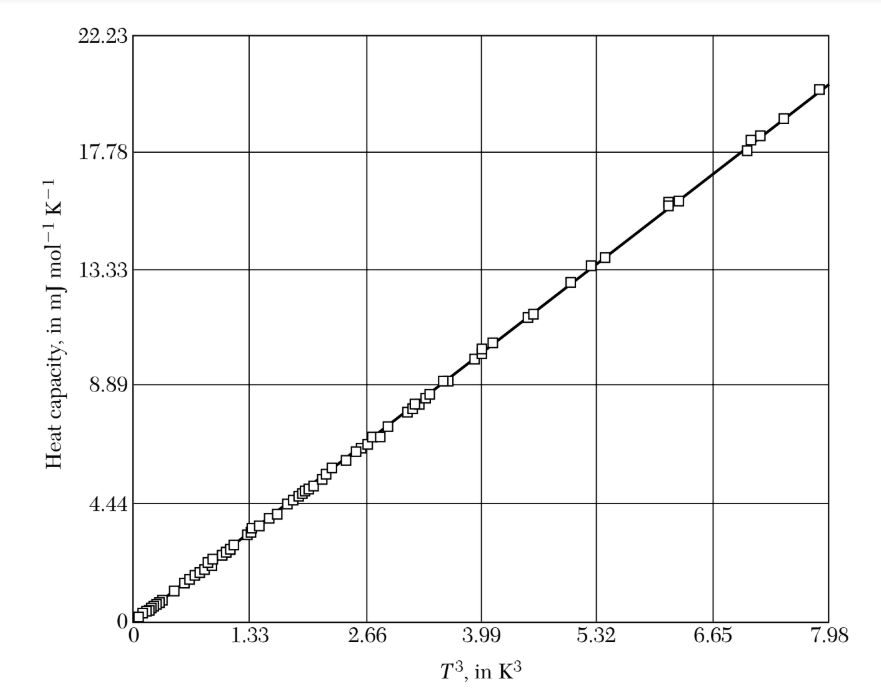 22.23
17.78
13.33
8.89
4.44
0
Heat capacity, in mJ mol⁻¹ K⁻¹
0 1.33 2.66 3.99 5.32 6.65 7.98
T³, in K³